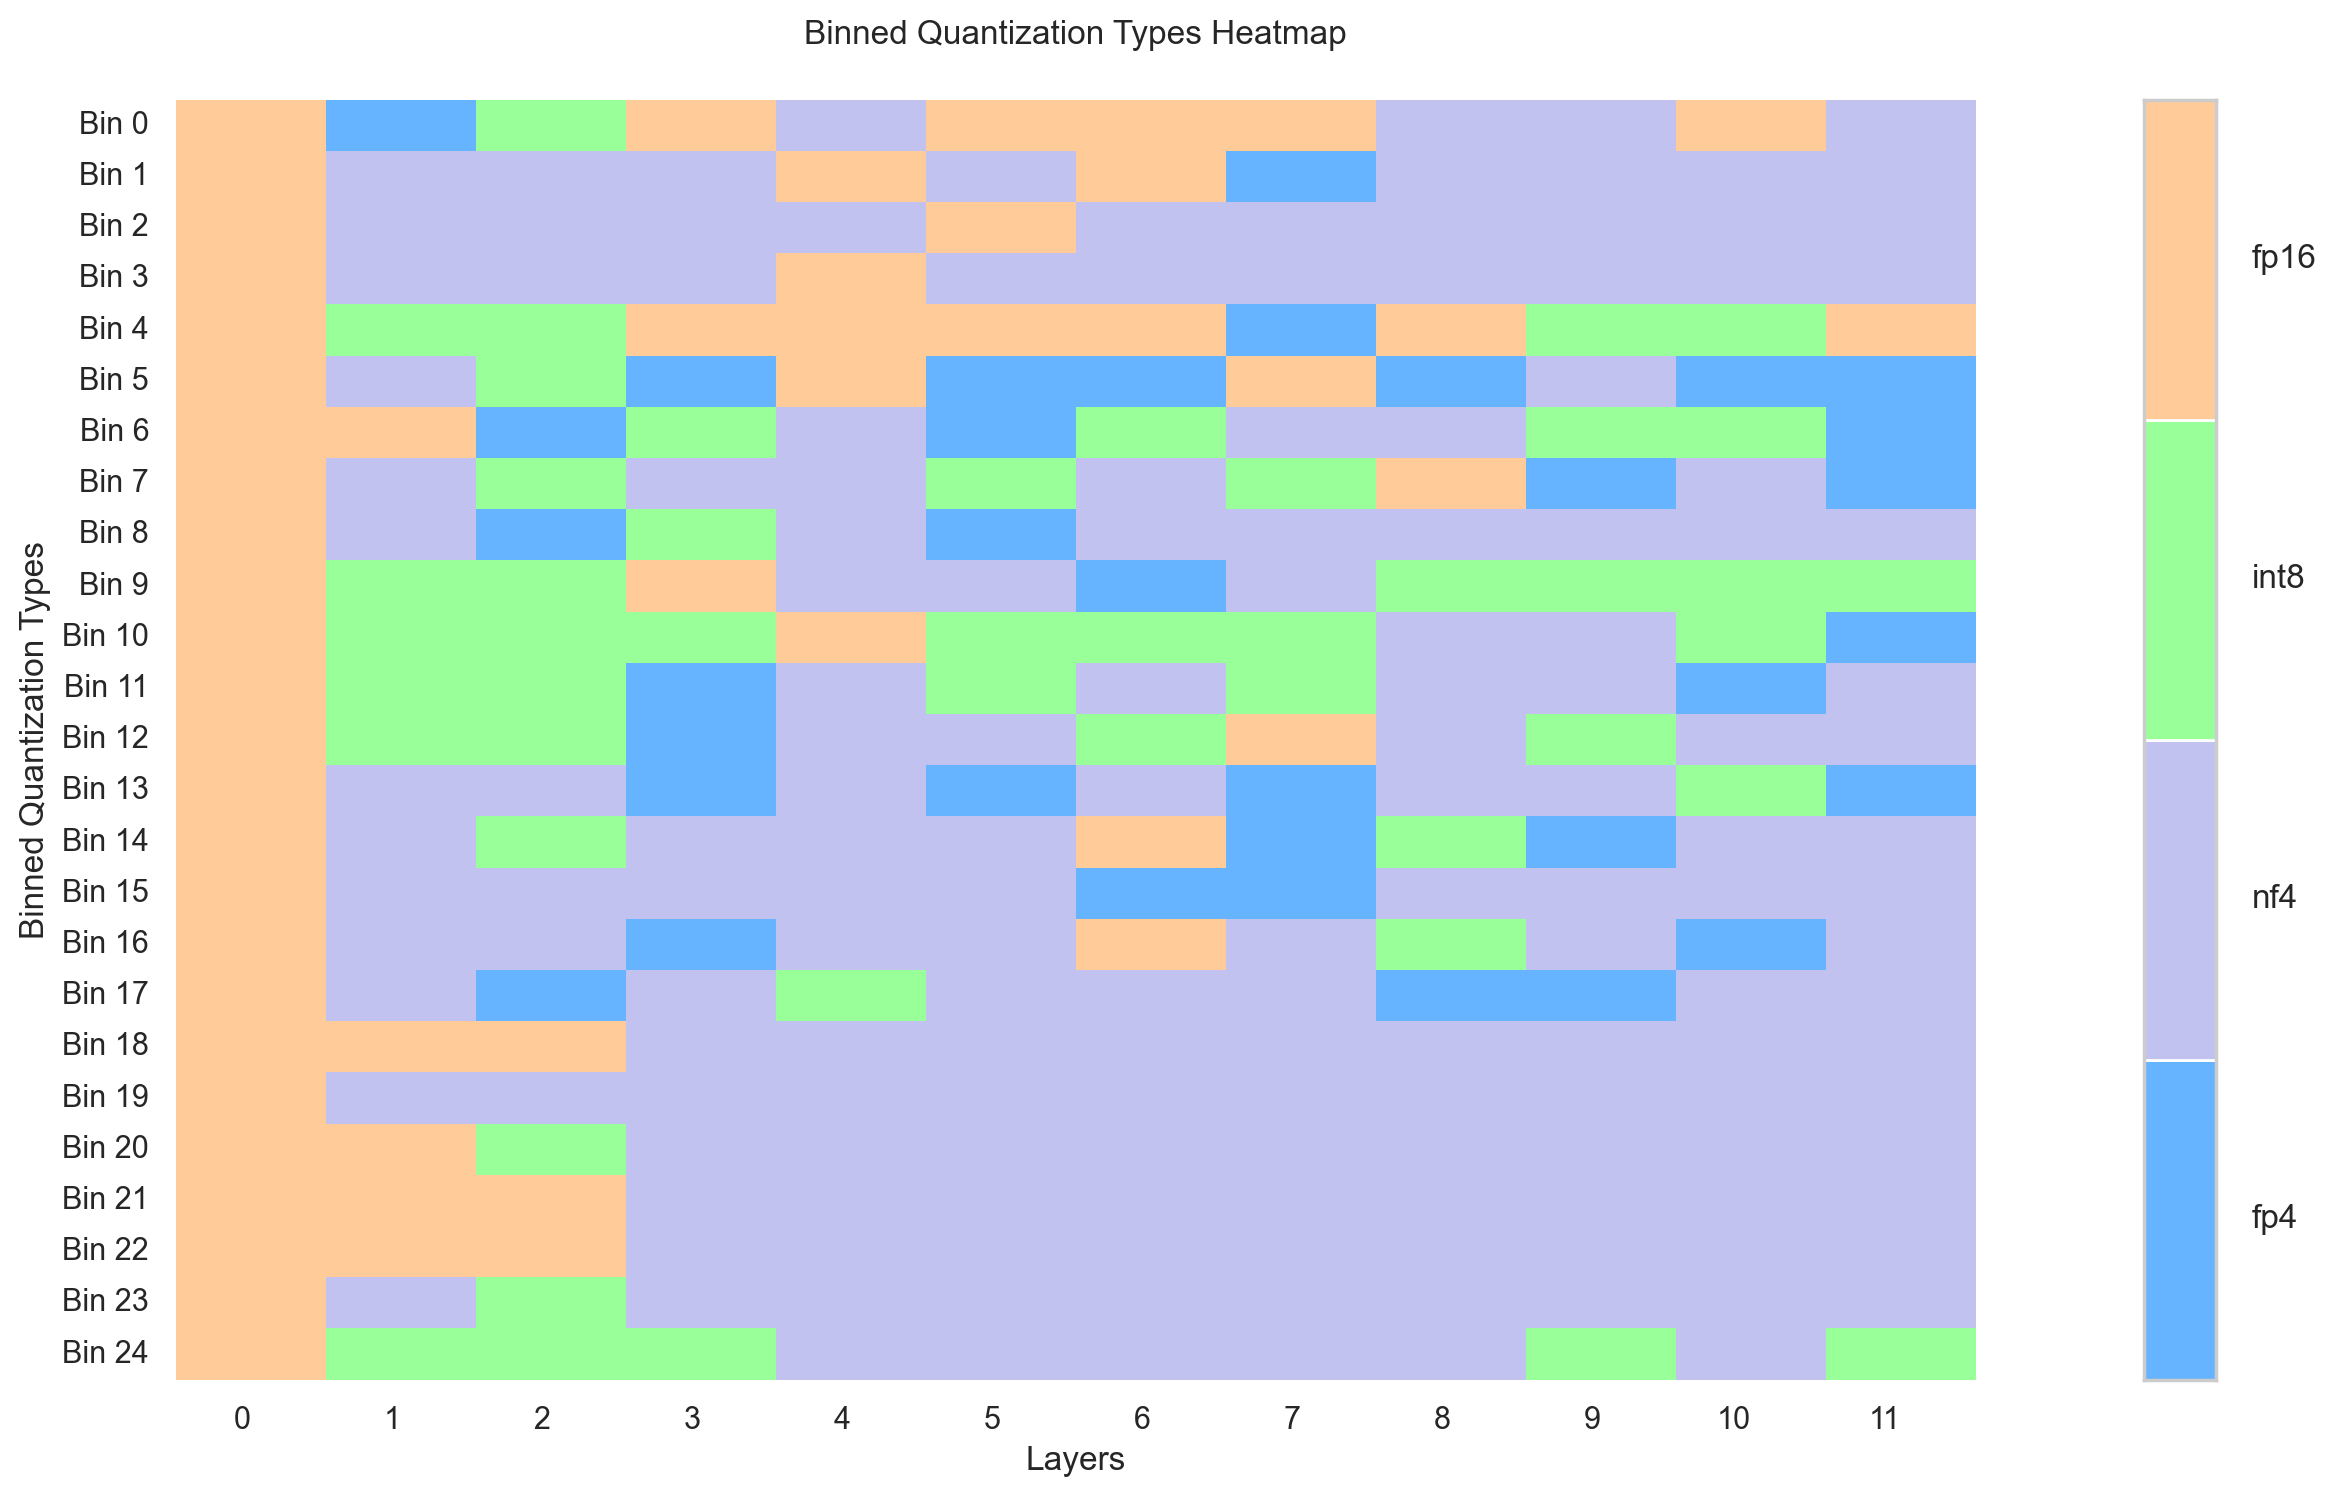 Binned Quantization Types Heatmap
Binned Quantization Types
Bin 0
Bin 1
Bin 2
Bin 3
Bin 4
Bin 5
Bin 6
Bin 7
Bin 8
Bin 9
Bin 10
Bin 11
Bin 12
Bin 13
Bin 14
Bin 15
Bin 16
Bin 17
Bin 18
Bin 19
Bin 20
Bin 21
Bin 22
Bin 23
Bin 24
0 1 2 3 4 5 6 7 8 9 10 11
Layers
fp16
int8
nf4
fp4